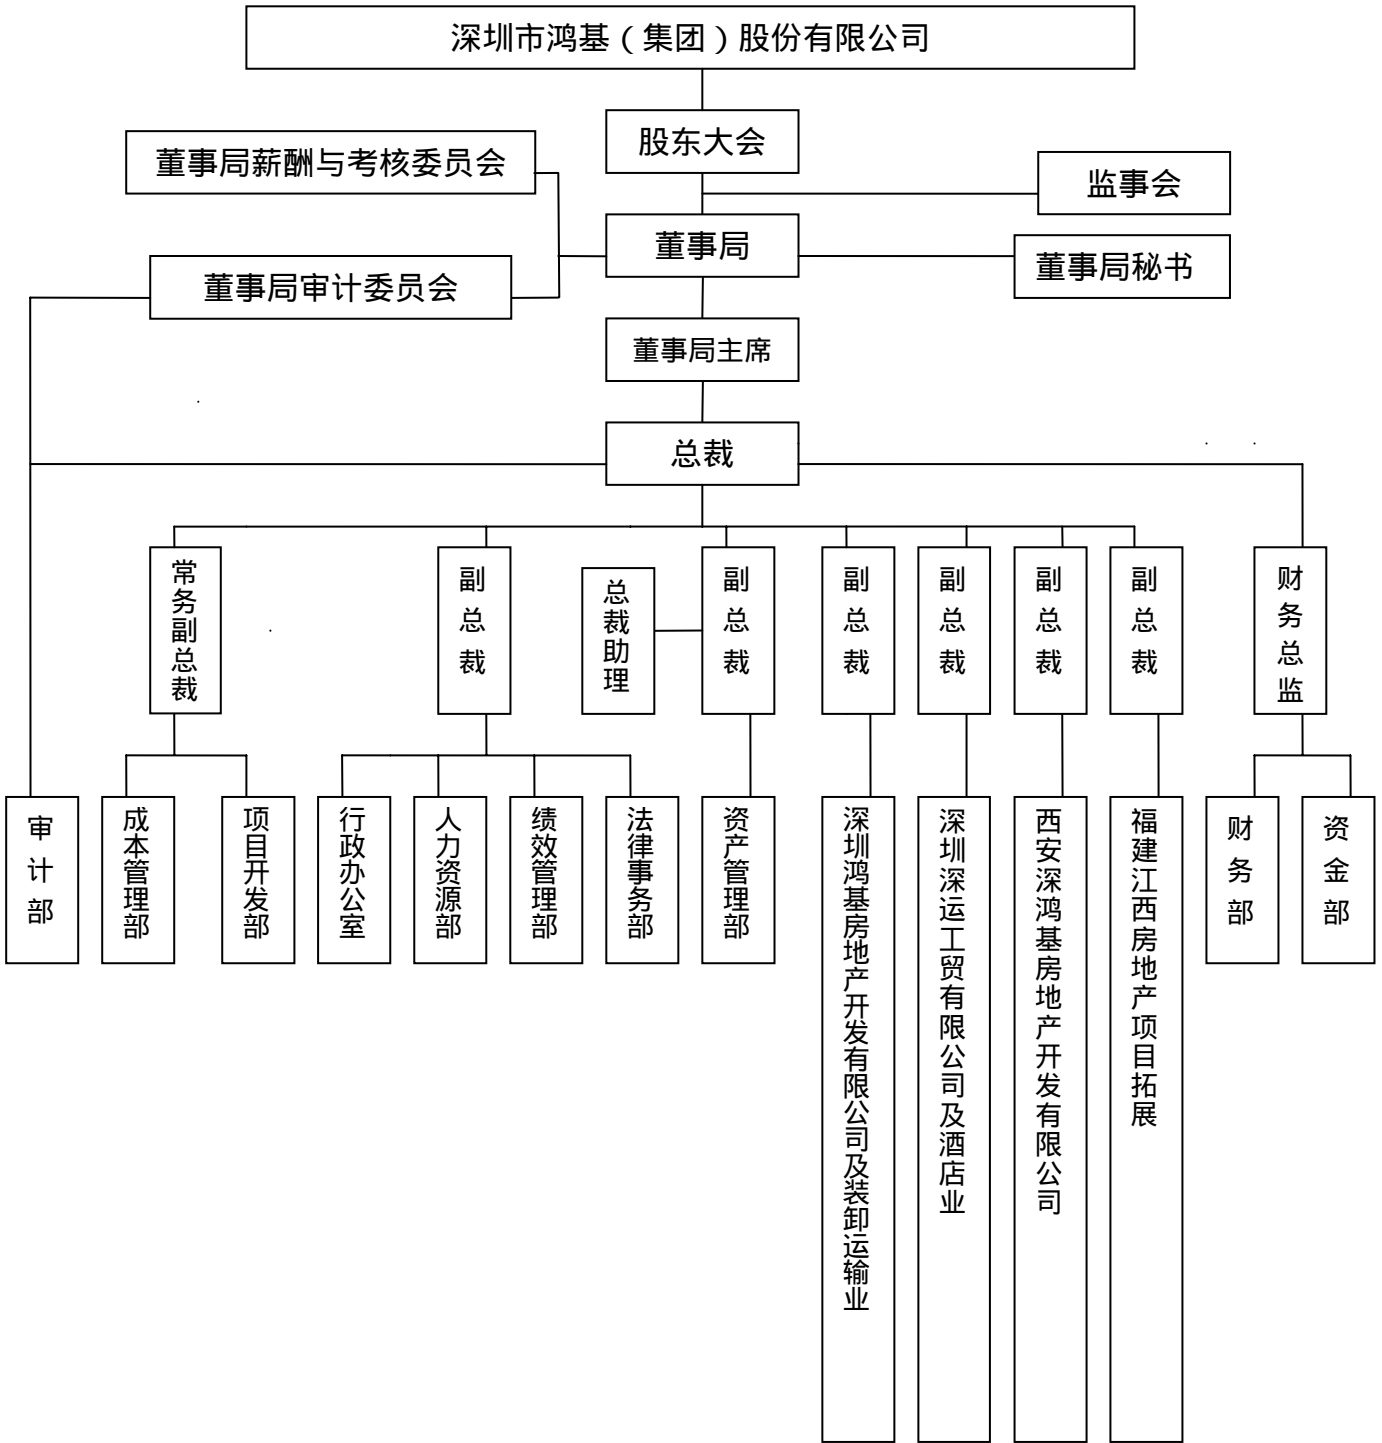 深圳市鸿基（集团）股份有限公司
股东大会
董事局薪酬与考核委员会
监事会
董事局
董事局秘书
董事局审计委员会
董事局主席
总裁
常务副总裁
副总裁
总裁助理
副总裁
副总裁
副总裁
副总裁
副总裁
财务总监
审计部
成本管理部
项目开发部
行政办公室
人力资源部
绩效管理部
法律事务部
资产管理部
深圳鸿基房地产开发有限公司及装卸运输业
深圳深运工贸有限公司及酒店业
西安深鸿基房地产开发有限公司
福建江西房地产项目拓展
财务部
资金部